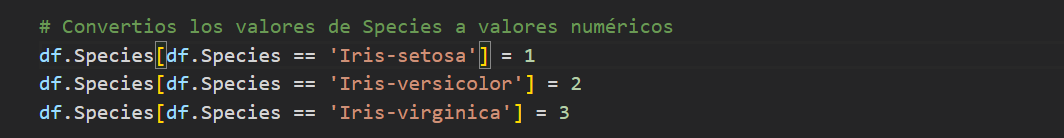 # Convertios los valores de Species a valores numéricos
df.Species[df.Species == 'Iris-setosa'] = 1
df.Species[df.Species == 'Iris-versicolor'] = 2
df.Species[df.Species == 'Iris-virginica'] = 3